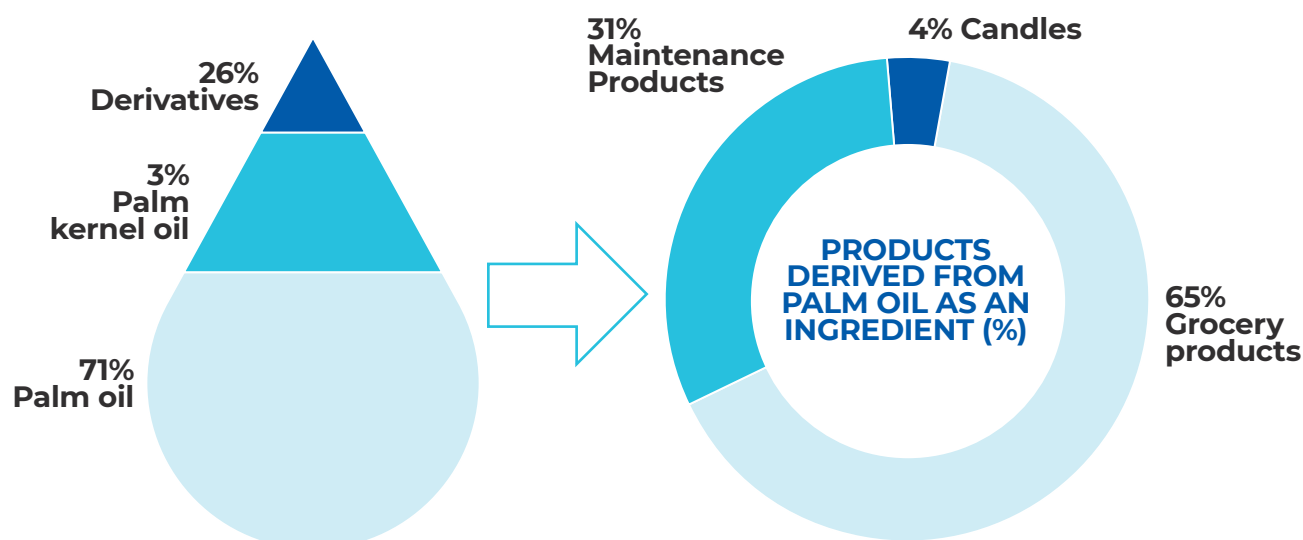 26%
Derivatives
3%
Palm
kernel oil
71%
Palm oil
31%
Maintenance
Products
4% Candles
PRODUCTS
DERIVED FROM
PALM OIL AS AN
INGREDIENT (%)
65%
Grocery
products